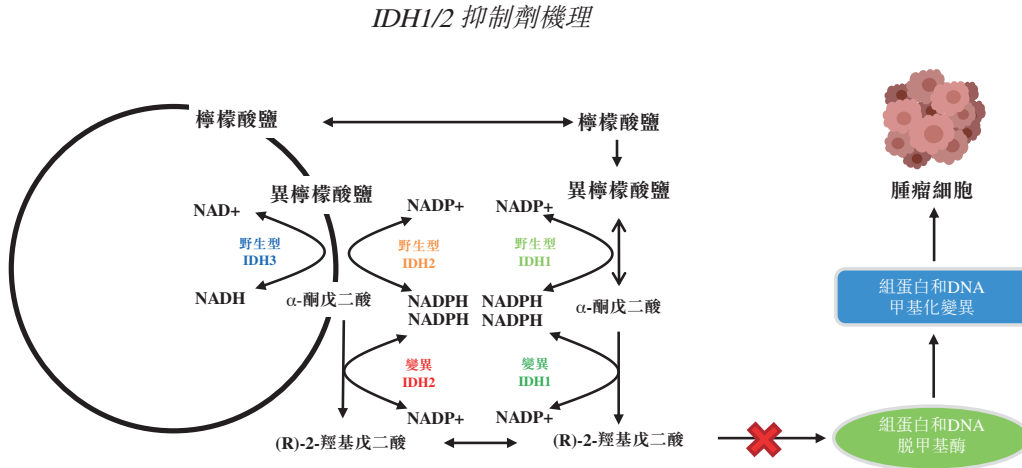 IDH1/2 抑制劑機理
檸檬酸鹽
檸檬酸鹽
異檸檬酸鹽
異檸檬酸鹽
NAD+
NADP+
NADP+
野生型
IDH3
野生型
IDH2
野生型
IDH1
NADH
α-酮戊二酸
NADPH
NADPH
NADPH
NADPH
α-酮戊二酸
變異
IDH2
變異
IDH1
NADP+
NADP+
(R)-2-羥基戊二酸
(R)-2-羥基戊二酸
腫瘤細胞
組蛋白和DNA
甲基化變異
組蛋白和DNA
脱甲基酶